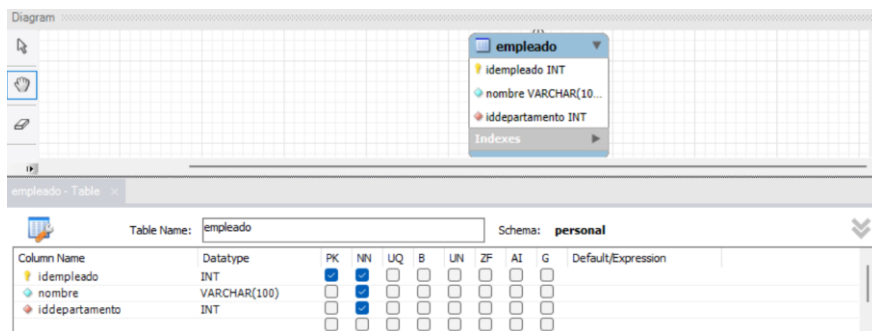 Diagram
empleado
idempleado INT
nombre VARCHAR(10...
iddepartamento INT
Indexes
empleado - Table
Table Name: empleado Schema: personal
Column Name Datatype PK NN UQ B UN ZF AI G Default/Expression
idempleado INT
nombre VARCHAR(100)
iddepartamento INT